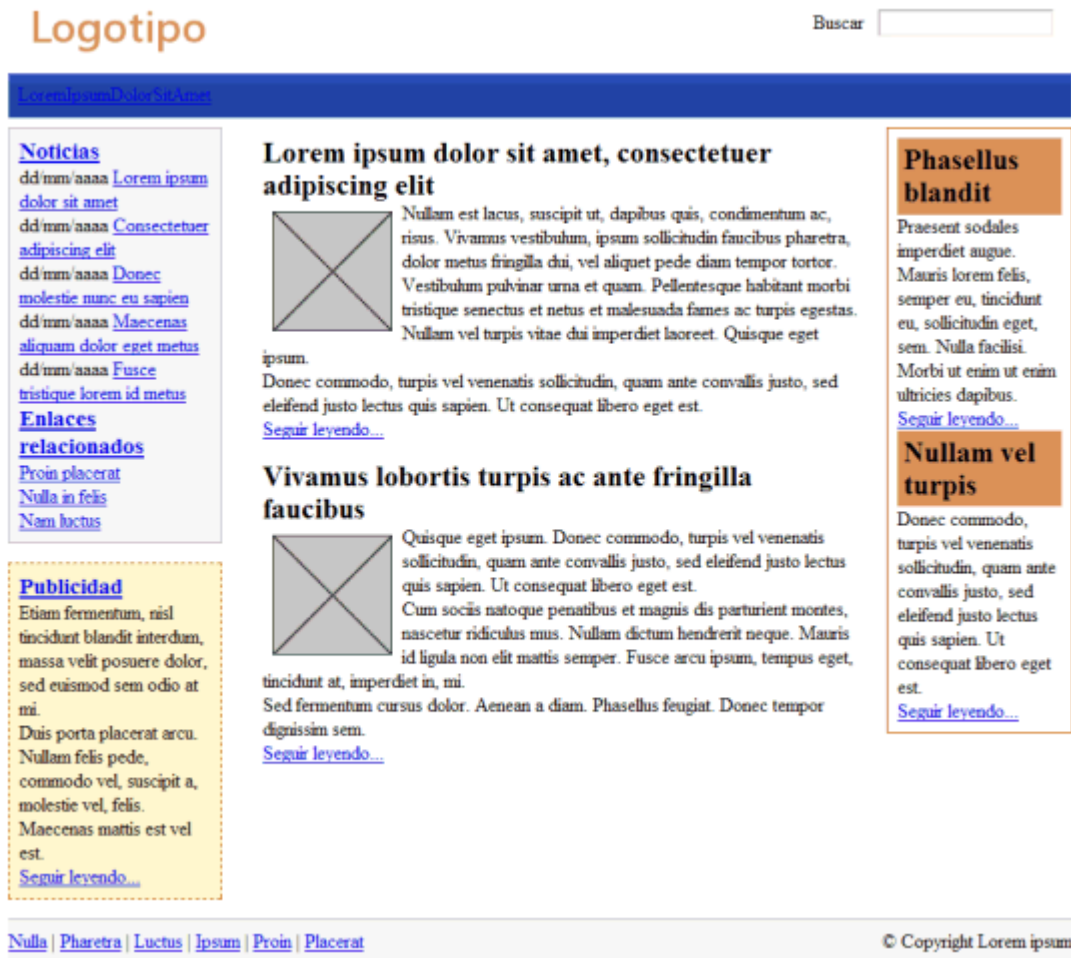 Logotipo
Buscar
LoremIpsumDolorSitAmet
Noticias
dd/mm/aaaa Lorem ipsum
dolor sit amet
dd/mm/aaaa Consectetuer
adipiscing elit
dd/mm/aaaa Donec
molestie nunc eu sapien
dd/mm/aaaa Maecenas
aliquam dolor eget metus
dd/mm/aaaa Fusce
tristique lorem id metus
Enlaces
relacionados
Proin placerat
Nulla in felis
Nam luctus
Publicidad
Etiam fermentum, nisl
tincidunt blandit interdum,
massa velit posuere dolor,
sed euismod sem odio at
mi.
Duis porta placerat arcu.
Nullam felis pede,
commodo vel, suscipit a,
molestie vel, felis.
Maecenas mattis est vel
est.
Seguir leyendo...
Lorem ipsum dolor sit amet, consectetuer
adipiscing elit
Nullam est lacus, suscipit ut, dapibus quis, condimentum ac,
risus. Vivamus vestibulum, ipsum sollicitudin faucibus pharetra,
dolor metus fringilla dui, vel aliquet pede diam tempor tortor.
Vestibulum pulvinar urna et quam. Pellentesque habitant morbi
tristique senectus et netus et malesuada fames ac turpis egestas.
Nullam vel turpis vitae dui imperdiet laoreet. Quisque eget
ipsum.
Donec commodo, turpis vel venenatis sollicitudin, quam ante convallis justo, sed
eleifend justo lectus quis sapien. Ut consequat libero eget est.
Seguir leyendo...
Vivamus lobortis turpis ac ante fringilla
faucibus
Quisque eget ipsum. Donec commodo, turpis vel venenatis
sollicitudin, quam ante convallis justo, sed eleifend justo lectus
quis sapien. Ut consequat libero eget est.
Cum sociis natoque penatibus et magnis dis parturient montes,
nascetur ridiculus mus. Nullam dictum hendrerit neque. Mauris
id ligula non elit mattis semper. Fusce arcu ipsum, tempus eget,
tincidunt at, imperdiet in, mi.
Sed fermentum cursus dolor. Aenean a diam. Phasellus feugiat. Donec tempor
dignissim sem.
Seguir leyendo...
Phasellus
blandit
Praesent sodales
imperdiet augue.
Mauris lorem felis,
semper eu, tincidunt
eu, sollicitudin eget,
sem. Nulla facilisi.
Morbi ut enim ut enim
ultricies dapibus.
Seguir leyendo...
Nullam vel
turpis
Donec commodo,
turpis vel venenatis
sollicitudin, quam ante
convallis justo, sed
eleifend justo lectus
quis sapien. Ut
consequat libero eget
est.
Seguir leyendo...
Nulla | Pharetra | Luctus | Ipsum | Proin | Placerat
© Copyright Lorem ipsum